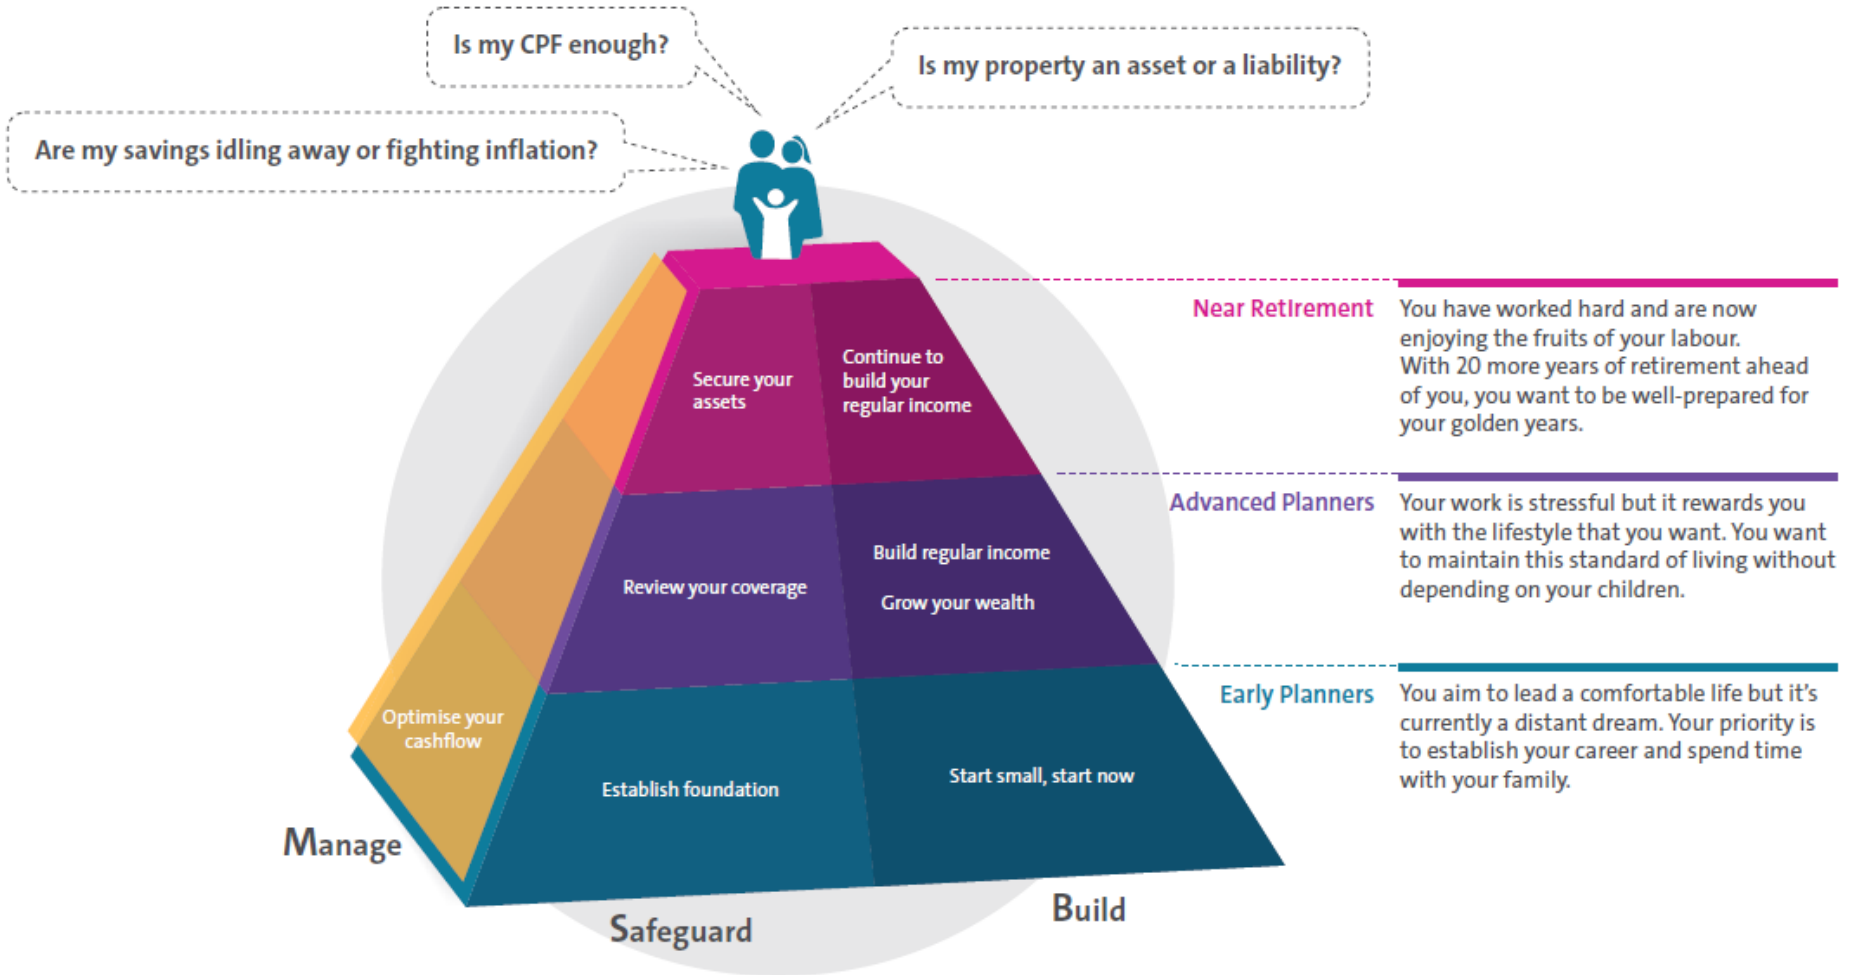 Is my CPF enough?
Is my property an asset or a liability?
Are my savings idling away or fighting inflation?
Near Retirement
You have worked hard and are now
enjoying the fruits of your labour.
With 20 more years of retirement ahead
of you, you want to be well-prepared for
your golden years.
Secure your
assets
Continue to
build your
regular income
Advanced Planners
Your work is stressful but it rewards you
with the lifestyle that you want. You want
to maintain this standard of living without
depending on your children.
Review your coverage
Build regular income
Grow your wealth
Early Planners
You aim to lead a comfortable life but it's
currently a distant dream. Your priority is
to establish your career and spend time
with your family.
Optimise your
cashflow
Establish foundation
Start small, start now
Manage
Safeguard
Build